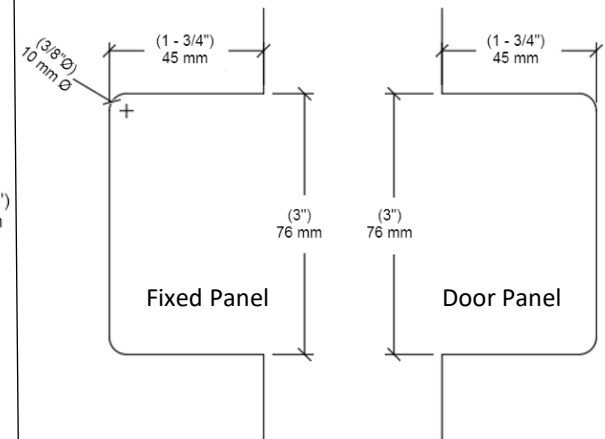 (1 - 3/4")
45 mm
(1 - 3/4")
45 mm
(3/8"Ø)
10 mm Ø
")
(3")
76 mm
(3")
76 mm
Fixed Panel
Door Panel